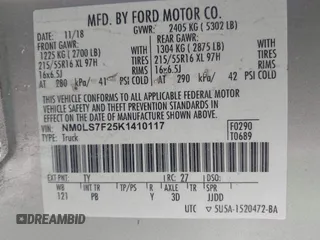 MFD. BY FORD MOTOR CO.
DATE: 11/18 GVWR: 2405 KG ( 5302 LB)
FRONT GAWR: REAR GAWR:
1225 KG ( 2700 LB) 1304 KG ( 2875 LB)
215/55R16 XL 97H 215/55R16 XL 97H
16x6.5J 16x6.5J
AT 280 kPa/ 41 PSI COLD AT 290 kPa/ 42 PSI COLD
THIS VEHICLE CONFORMS TO ALL APPLICABLE FEDERAL MOTOR
VEHICLE SAFETY AND THEFT PREVENTION STANDARDS IN EFFECT
ON THE DATE OF MANUFACTURE SHOWN ABOVE.
VIN: NM0LS7F25K1410117 F0290
TYPE: Truck T0689
EXT PNT: TY RC: 27 DSO:
WB INT TR TP/PS R AXLE TR SPR
121 PB Y 3D JJDD
UTC 5U5A-1520472-BA
DREAMBID